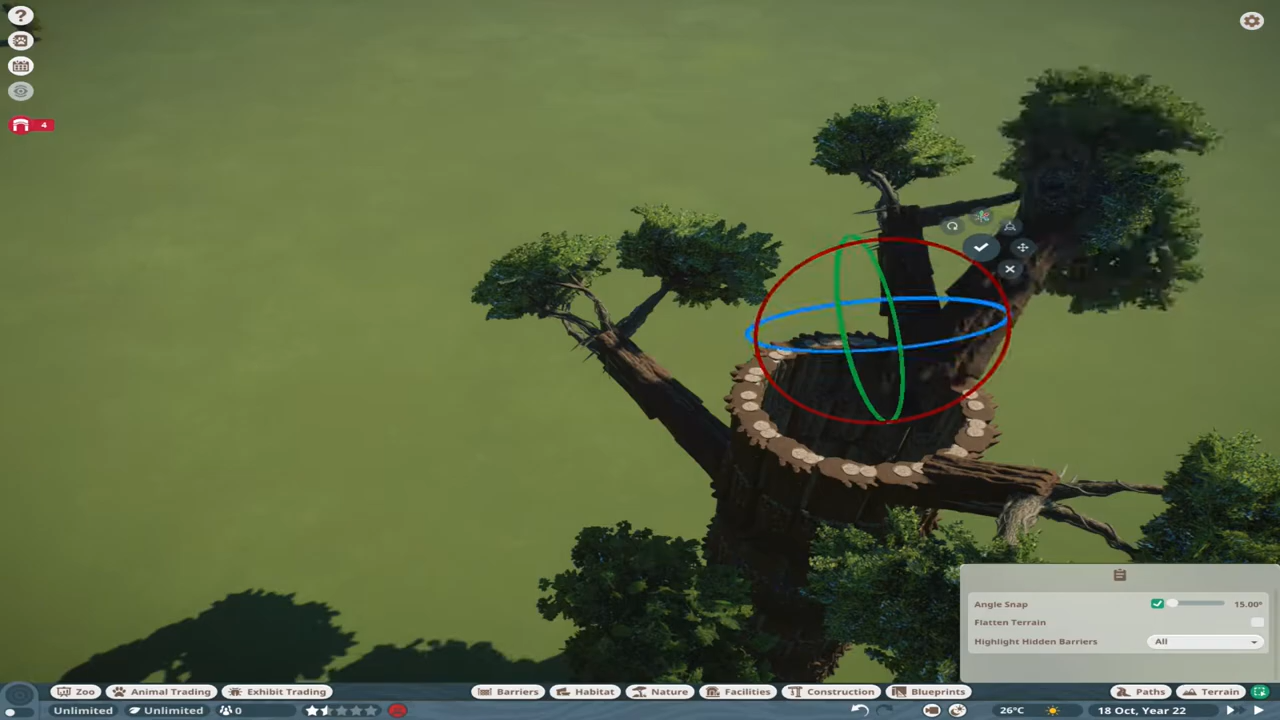 ?
4
Angle Snap 15.00°
Flatten Terrain
Highlight Hidden Barriers All
Zoo Animal Trading Exhibit Trading Barriers Habitat Nature Facilities Construction Blueprints Paths Terrain
Unlimited Unlimited 0 26°C 18 Oct, Year 22